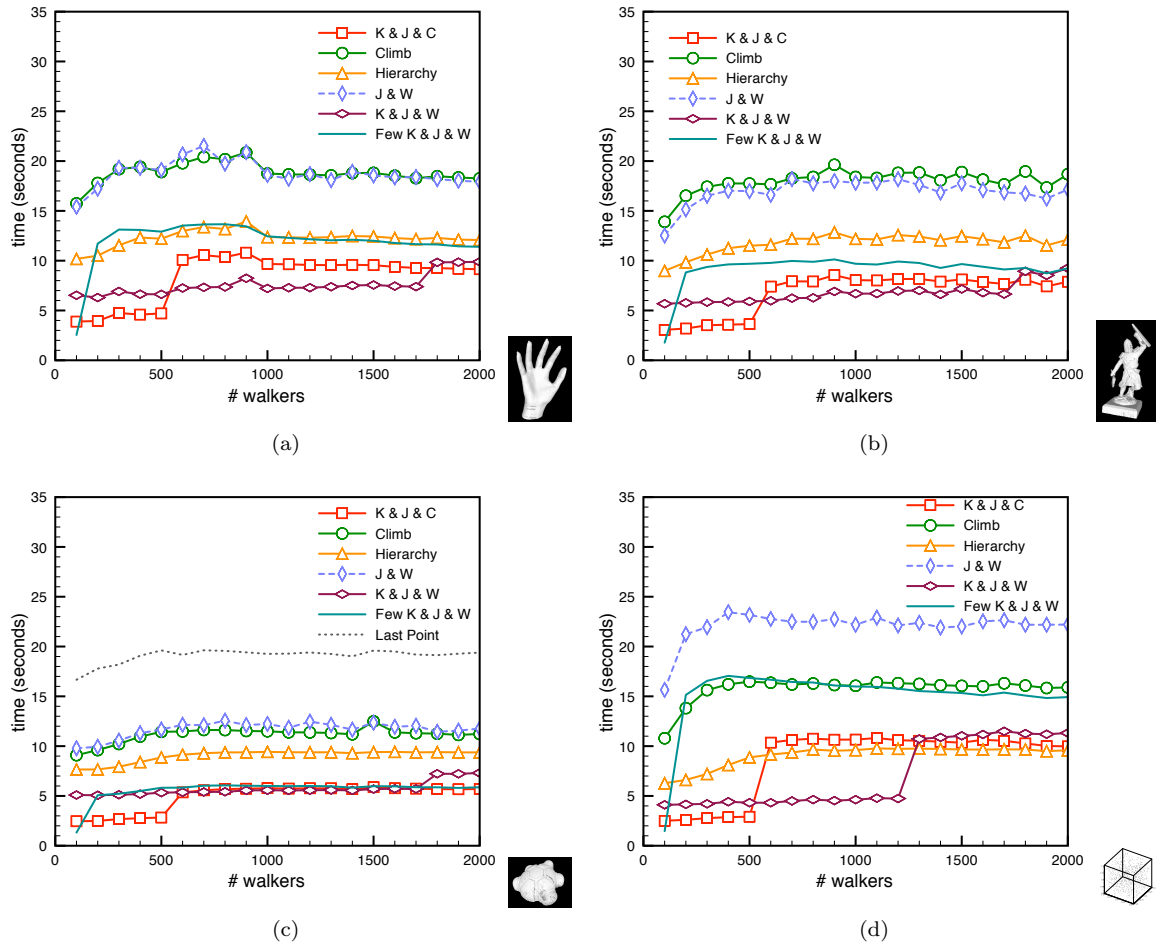 35
30
25
20
15
10
5
0
time (seconds)
K & J & C
Climb
Hierarchy
J & W
K & J & W
Few K & J & W
0
500
1000
1500
2000
# walkers
(a)
35
30
25
20
15
10
5
0
time (seconds)
K & J & C
Climb
Hierarchy
J & W
K & J & W
Few K & J & W
0
500
1000
1500
2000
# walkers
(b)
35
30
25
20
15
10
5
0
time (seconds)
K & J & C
Climb
Hierarchy
J & W
K & J & W
Few K & J & W
Last Point
0
500
1000
1500
2000
# walkers
(c)
35
30
25
20
15
10
5
0
time (seconds)
K & J & C
Climb
Hierarchy
J & W
K & J & W
Few K & J & W
0
500
1000
1500
2000
# walkers
(d)